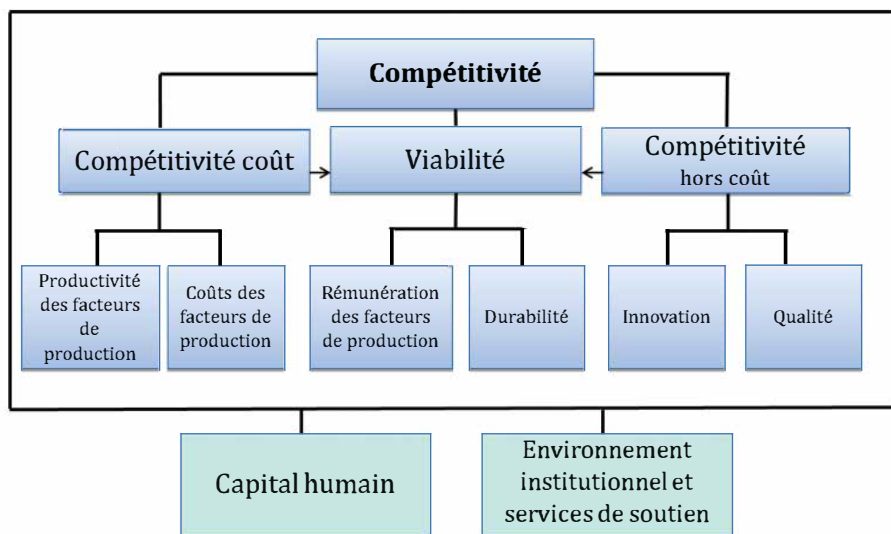 Compétitivité
Compétitivité coût
Viabilité
Compétitivité
hors coût
Productivité
des facteurs
de
production
Coûts des
facteurs de
production
Rémunération
des facteurs
de production
Durabilité
Innovation
Qualité
Capital humain
Environnement
institutionnel et
services de soutien